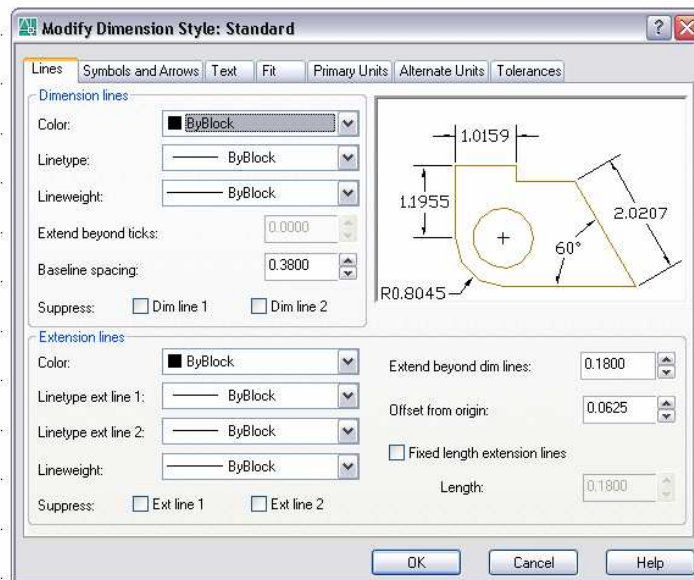 Modify Dimension Style: Standard
Lines Symbols and Arrows Text Fit Primary Units Alternate Units Tolerances
Dimension lines
Color: ByBlock
Linetype: ByBlock
Lineweight: ByBlock
Extend beyond ticks: 0.0000
Baseline spacing: 0.3800
Suppress: Dim line 1 Dim line 2
1.0159
1.1955
2.0207
60°
R0.8045
Extension lines
Color: ByBlock
Linetype ext line 1: ByBlock
Linetype ext line 2: ByBlock
Lineweight: ByBlock
Suppress: Ext line 1 Ext line 2
Extend beyond dim lines: 0.1800
Offset from origin: 0.0625
Fixed length extension lines
Length: 0.1800
OK Cancel Help